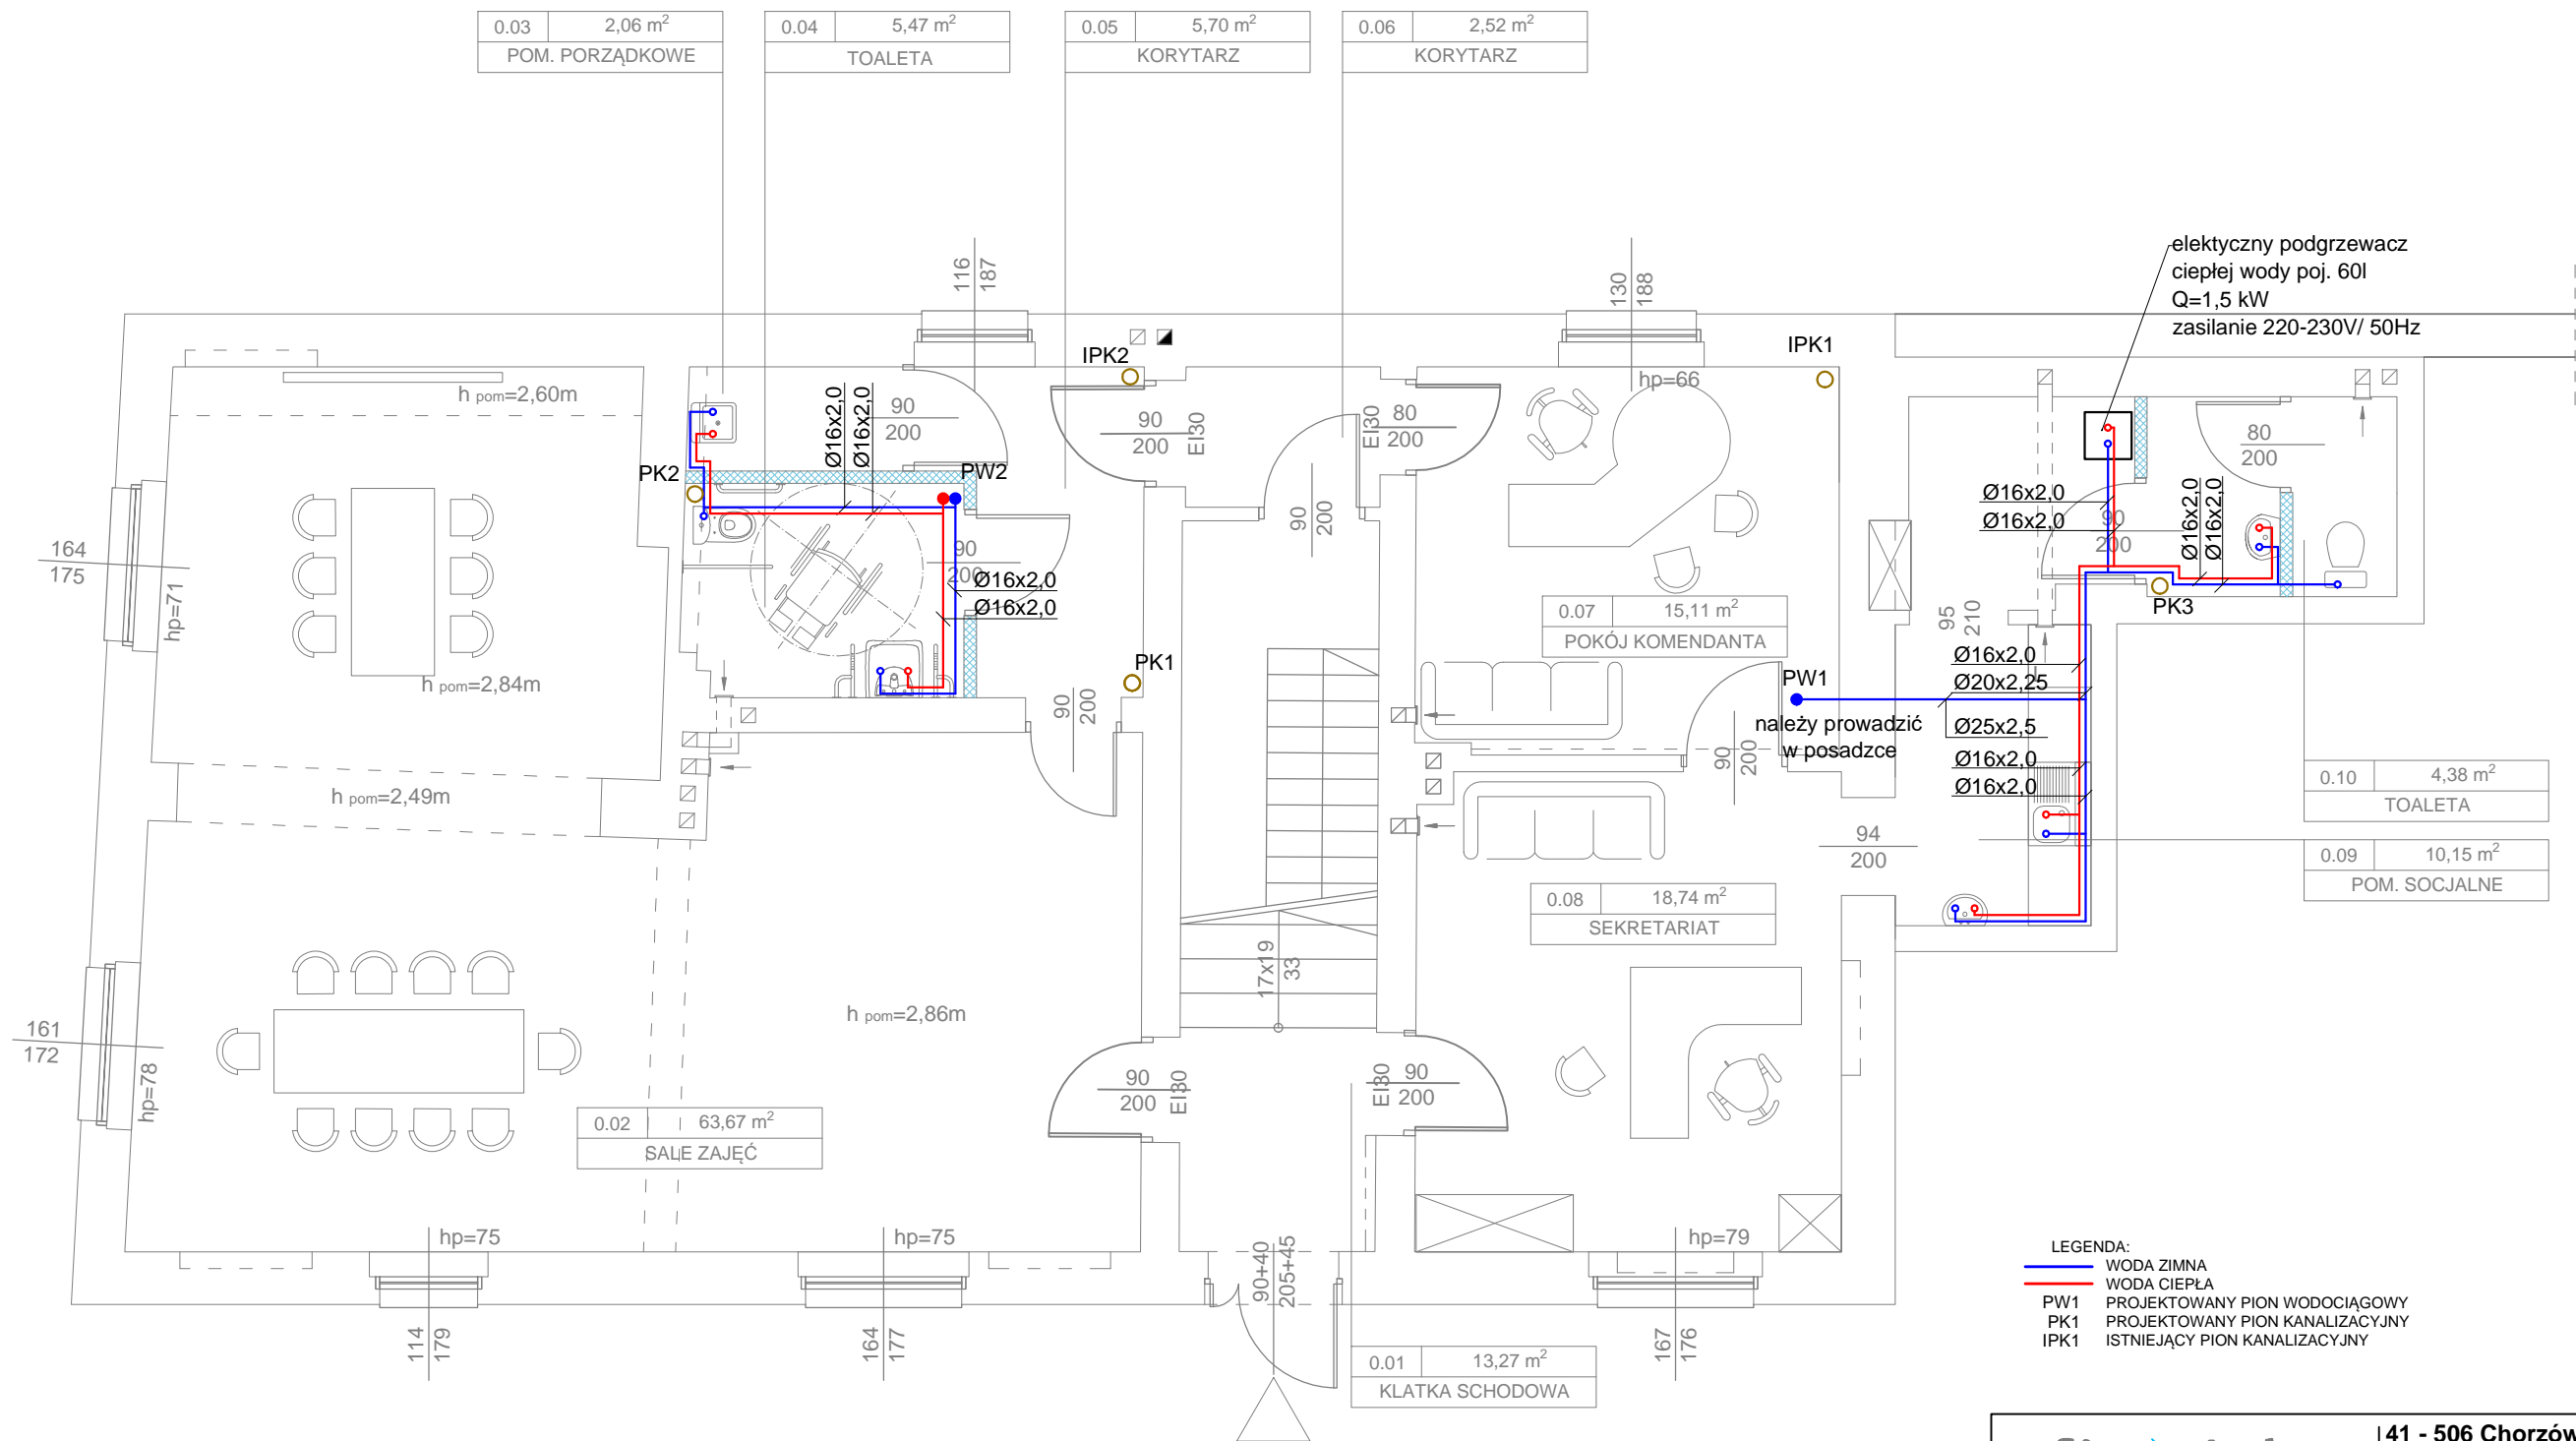 0.03 2,06 m²
POM. PORZĄDKOWE
0.04 5,47 m²
TOALETA
0.05 5,70 m²
KORYTARZ
0.06 2,52 m²
KORYTARZ
elektyczny podgrzewacz
ciepłej wody poj. 60l
Q=1,5 kW
zasilanie 220-230V/ 50Hz
116
187
130
188
IPK2
IPK1
h pom=2,60m
hp=66
Ø16x2,0
Ø16x2,0
90
200
90
200
EI30
EI30
80
200
80
200
PK2
PW2
90
200
Ø16x2,0
Ø16x2,0
90
200
Ø16x2,0
Ø16x2,0
164
175
hp=71
90
200
Ø16x2,0
Ø16x2,0
PK3
0.07 15,11 m²
POKÓJ KOMENDANTA
95
210
Ø16x2,0
Ø20x2,25
Ø25x2,5
Ø16x2,0
Ø16x2,0
PK1
PW1
należy prowadzić
w posadzce
h pom=2,84m
90
200
90
200
h pom=2,49m
0.10 4,38 m²
TOALETA
94
200
0.09 10,15 m²
POM. SOCJALNE
0.08 18,74 m²
SEKRETARIAT
17x19
33
h pom=2,86m
161
172
hp=78
90
200
EI30
EI30
90
200
0.02 63,67 m²
SALE ZAJĘĆ
hp=75
hp=75
hp=79
90+40
205+45
114
179
164
177
167
176
LEGENDA:
WODA ZIMNA
WODA CIEPŁA
PW1 PROJEKTOWANY PION WODOCIĄGOWY
PK1 PROJEKTOWANY PION KANALIZACYJNY
IPK1 ISTNIEJĄCY PION KANALIZACYJNY
0.01 13,27 m²
KLATKA SCHODOWA
41 - 506 Chorzów